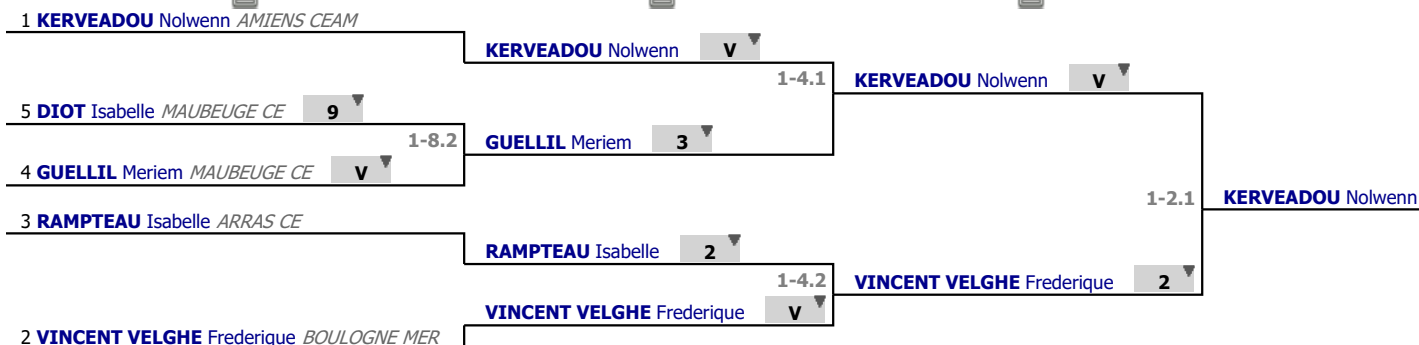 1 KERVEADOU Nolwenn AMIENS CEAM
KERVEADOU Nolwenn V
1-4.1
KERVEADOU Nolwenn V
5 DIOT Isabelle MAUBEUGE CE 9
1-8.2
GUELLIL Meriem 3
4 GUELLIL Meriem MAUBEUGE CE V
1-2.1
KERVEADOU Nolwenn
3 RAMPTEAU Isabelle ARRAS CE
RAMPTEAU Isabelle 2
1-4.2
VINCENT VELGHE Frederique 2
VINCENT VELGHE Frederique V
2 VINCENT VELGHE Frederique BOULOGNE MER